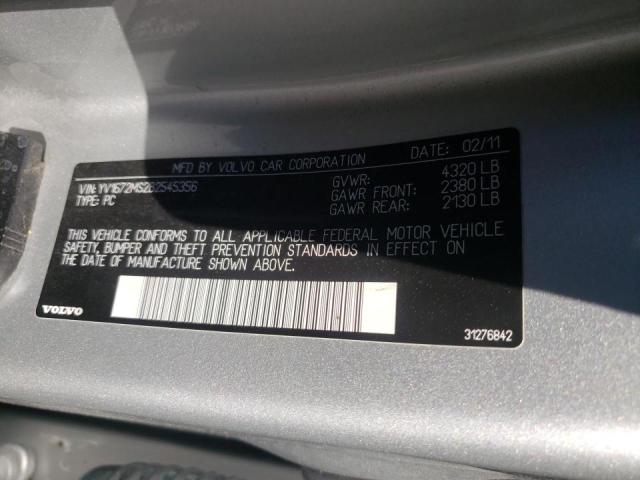 MFD BY VOLVO CAR CORPORATION DATE: 02/11
VIN: YV1672MS2B2545356
TYPE: PC
GVWR: 4320 LB
GAWR FRONT: 2380 LB
GAWR REAR: 2130 LB
THIS VEHICLE CONFORMS TO ALL APPLICABLE FEDERAL MOTOR VEHICLE
SAFETY, BUMPER AND THEFT PREVENTION STANDARDS IN EFFECT ON
THE DATE OF MANUFACTURE SHOWN ABOVE.
VOLVO
31276842